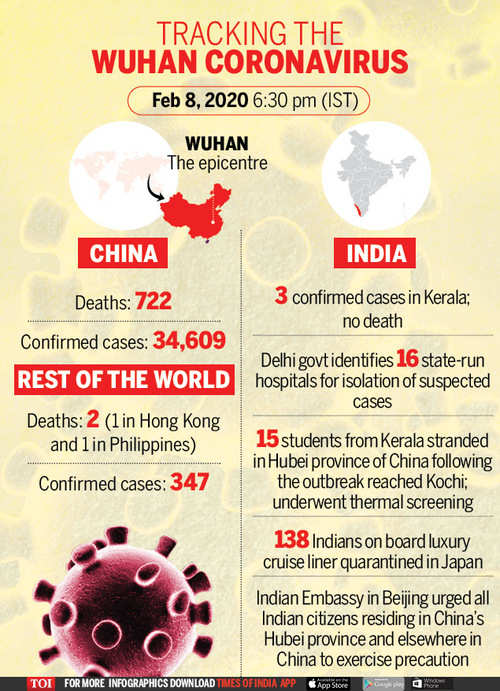 TRACKING THE
WUHAN CORONAVIRUS
Feb 8, 2020 6:30 pm (IST)
WUHAN
The epicentre
CHINA
Deaths: 722
Confirmed cases: 34,609
REST OF THE WORLD
Deaths: 2 (1 in Hong Kong
and 1 in Philippines)
Confirmed cases: 347
INDIA
3 confirmed cases in Kerala;
no death
Delhi govt identifies 16 state-run
hospitals for isolation of suspected
cases
15 students from Kerala stranded
in Hubei province of China following
the outbreak reached Kochi;
underwent thermal screening
138 Indians on board luxury
cruise liner quarantined in Japan
Indian Embassy in Beijing urged all
Indian citizens residing in China's
Hubei province and elsewhere in
China to exercise precaution
TOI FOR MORE INFOGRAPHICS DOWNLOAD TIMES OF INDIA APP
Available on the
App Store
Google play
Windows
Phone